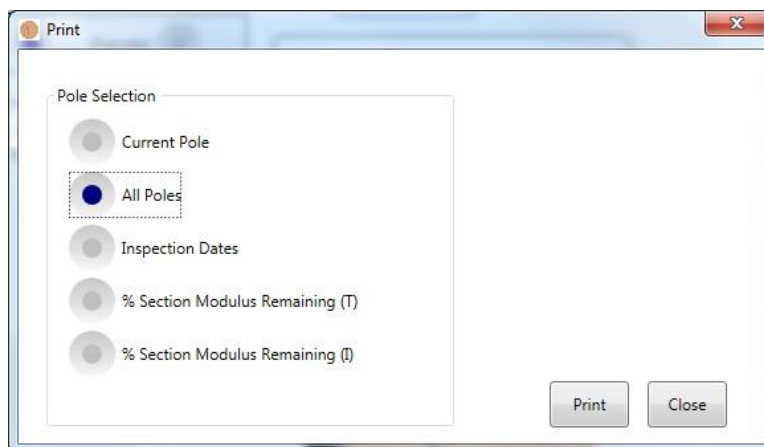 Print
Pole Selection
Current Pole
All Poles
Inspection Dates
% Section Modulus Remaining (T)
% Section Modulus Remaining (I)
Print Close